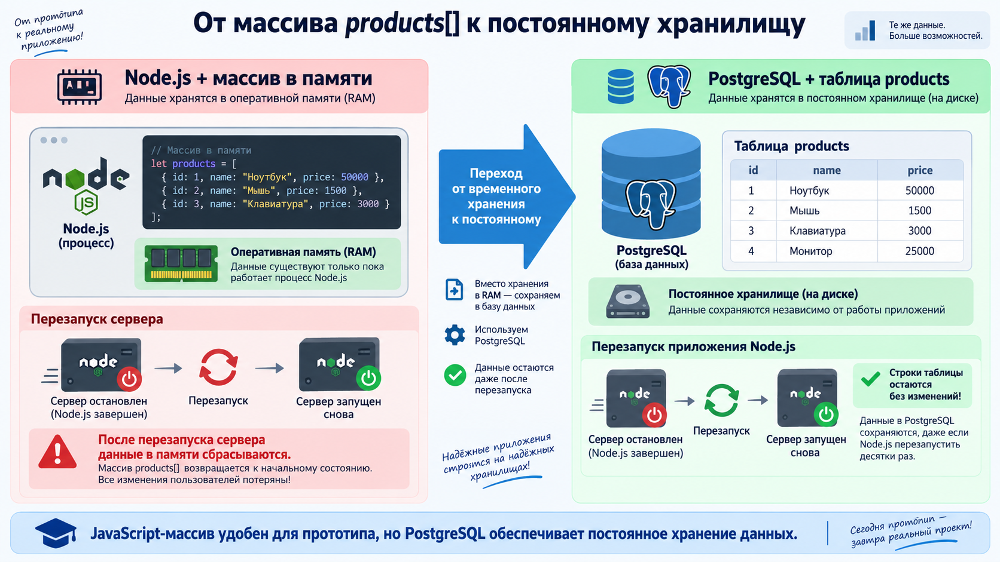 От прототипа
к реальному
приложению!
От массива products[] к постоянному хранилищу
Те же данные.
Больше возможностей.
Node.js + массив в памяти
Данные хранятся в оперативной памяти (RAM)
node
JS
Node.js
(процесс)
// Массив в памяти
let products = [
{ id: 1, name: "Ноутбук", price: 50000 },
{ id: 2, name: "Мышь", price: 1500 },
{ id: 3, name: "Клавиатура", price: 3000 }
];
Оперативная память (RAM)
Данные существуют только пока
работает процесс Node.js
Перезапуск сервера
node
Сервер остановлен
(Node.js завершен)
Перезапуск
node
Сервер запущен
снова
После перезапуска сервера
данные в памяти сбрасываются.
Массив products[] возвращается к начальному состоянию.
Все изменения пользователей потеряны!
Переход
от временного
хранения
к постоянному
Вместо хранения
в RAM — сохраняем
в базу данных
Используем
PostgreSQL
Данные остаются
даже после
перезапуска
Надёжные приложения
строятся на надёжных
хранилищах!
PostgreSQL + таблица products
Данные хранятся в постоянном хранилище (на диске)
PostgreSQL
(база данных)
Таблица products
id name price
1 Ноутбук 50000
2 Мышь 1500
3 Клавиатура 3000
4 Монитор 25000
Постоянное хранилище (на диске)
Данные сохраняются независимо от работы приложений
Перезапуск приложения Node.js
node
Сервер остановлен
(Node.js завершен)
Перезапуск
node
Сервер запущен
снова
Строки таблицы
остаются
без изменений!
Данные в PostgreSQL
сохраняются, даже если
Node.js перезапустить
десятки раз.
JavaScript-массив удобен для прототипа, но PostgreSQL обеспечивает постоянное хранение данных.
Сегодня прототип —
завтра реальный проект!